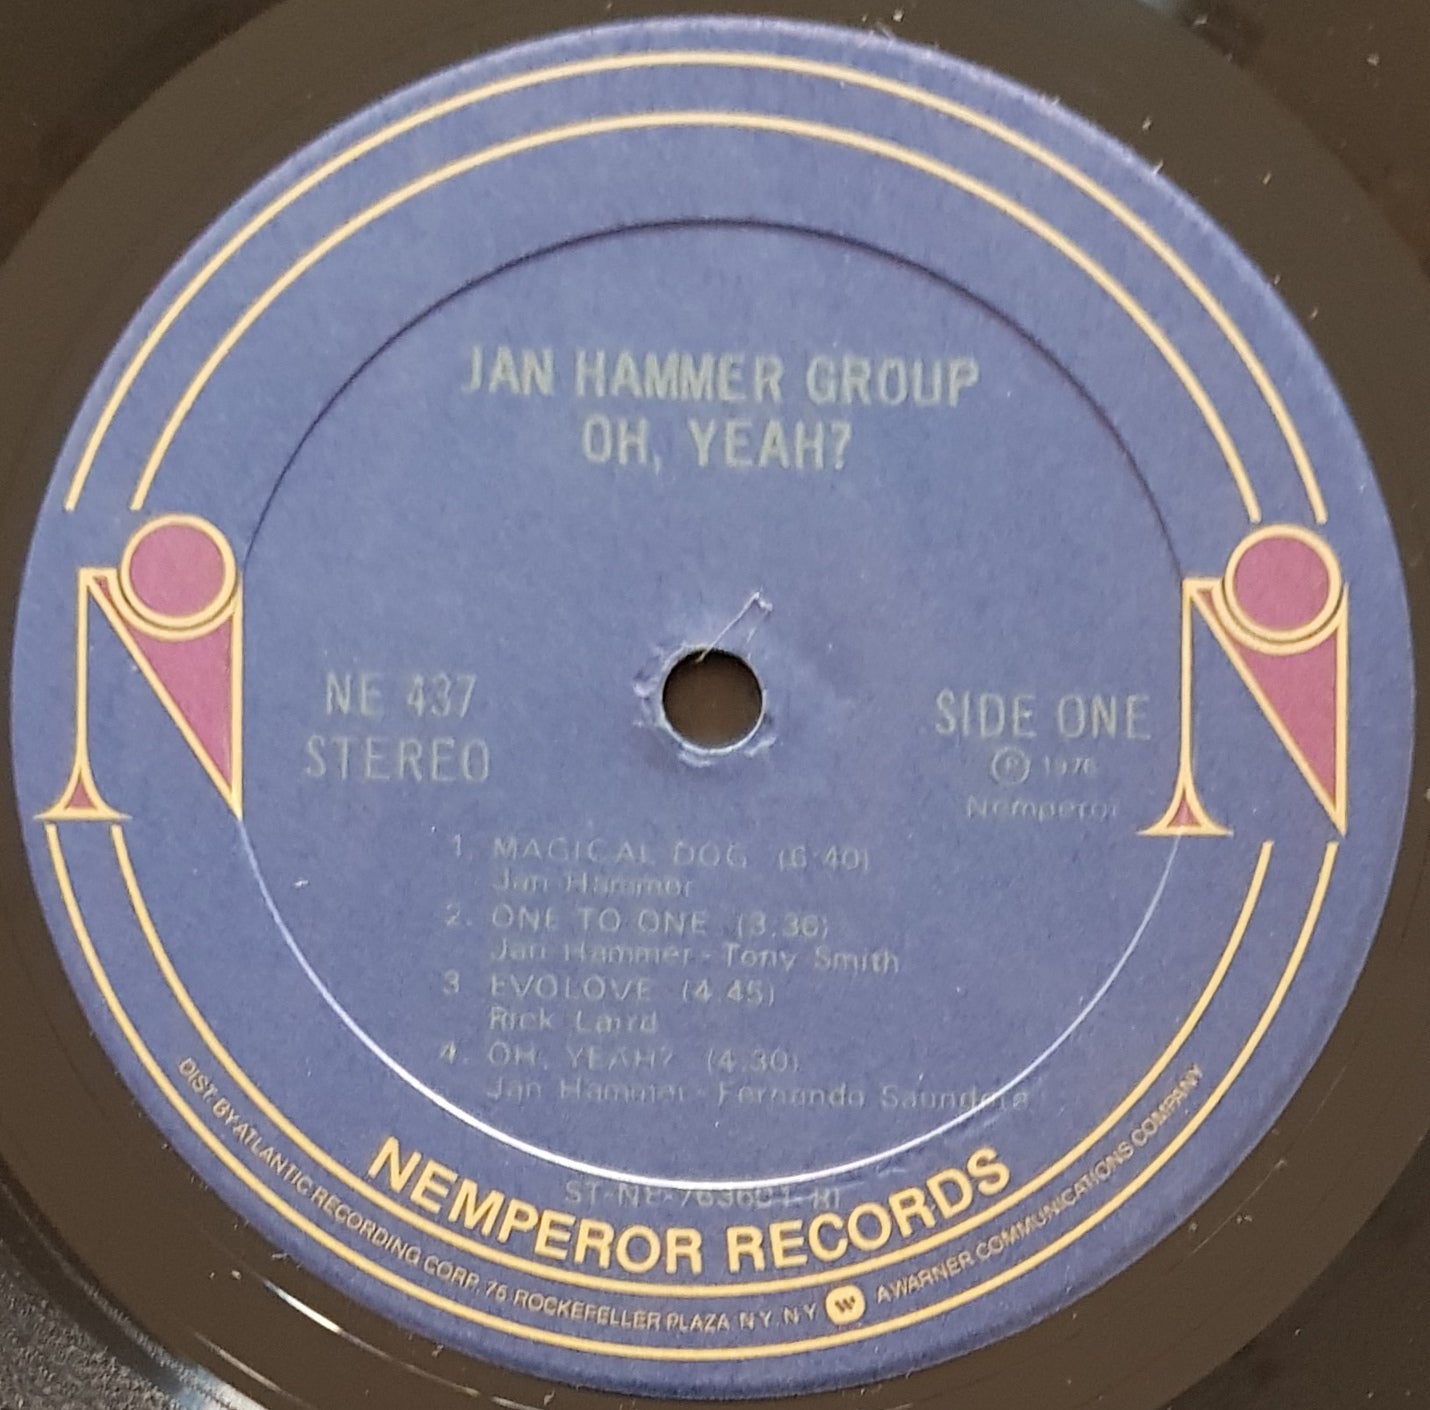 JAN HAMMER GROUP
OH, YEAH?
NE 437
STEREO
SIDE ONE
Ⓟ 1976
Nemperor
1. MAGICAL DOG (6:40)
Jan Hammer
2. ONE TO ONE (3:36)
Jan Hammer - Tony Smith
3. EVOLOVE (4:45)
Rick Laird
4. OH, YEAH? (4:30)
Jan Hammer - Fernando Saunders
NEMPEROR RECORDS
DIST. BY ATLANTIC RECORDING CORP. 75 ROCKEFELLER PLAZA N.Y. N.Y. W A WARNER COMMUNICATIONS COMPANY